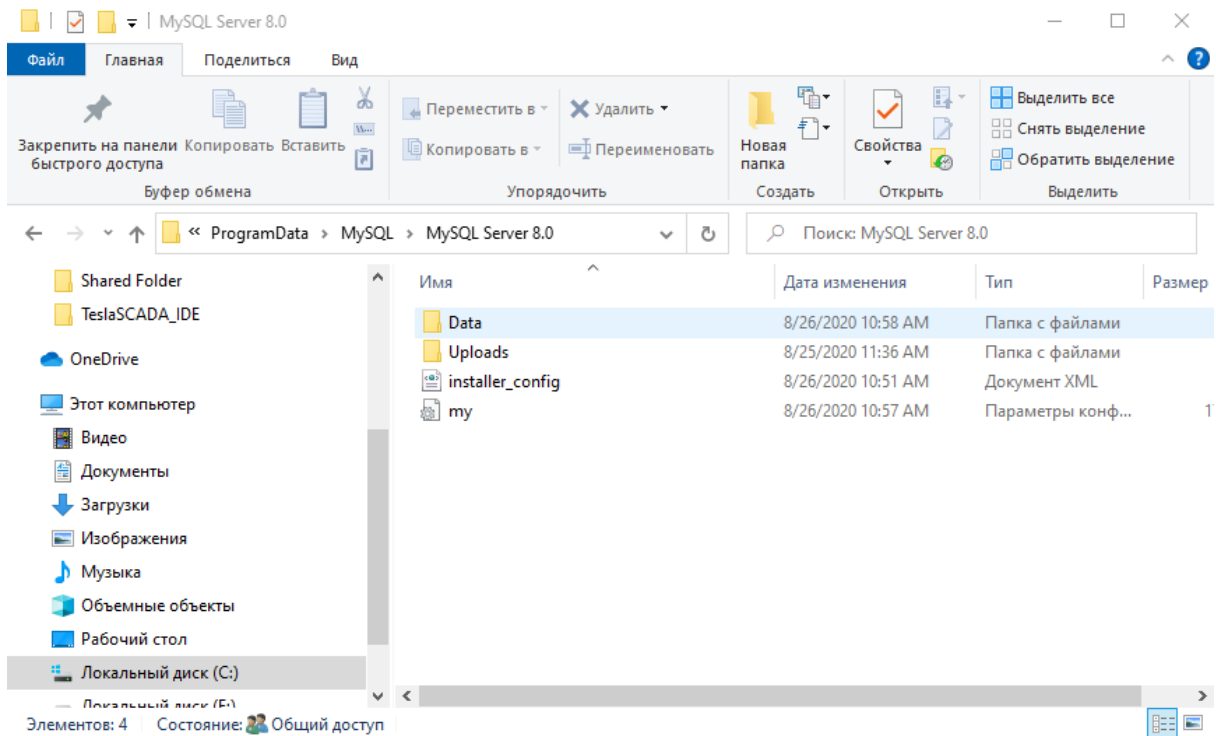 MySQL Server 8.0
Файл Главная Поделиться Вид
Закрепить на панели быстрого доступа
Копировать
Вставить
Переместить в
Копировать в
Удалить
Переименовать
Новая папка
Свойства
Выделить все
Снять выделение
Обратить выделение
Буфер обмена Упорядочить Создать Открыть Выделить
« ProgramData > MySQL > MySQL Server 8.0
Поиск: MySQL Server 8.0
Shared Folder
TeslaSCADA_IDE
OneDrive
Этот компьютер
Видео
Документы
Загрузки
Изображения
Музыка
Объемные объекты
Рабочий стол
Локальный диск (C:)
Локальный диск (E:)
Имя Дата изменения Тип Размер
Data 8/26/2020 10:58 AM Папка с файлами
Uploads 8/25/2020 11:36 AM Папка с файлами
installer_config 8/26/2020 10:51 AM Документ XML
my 8/26/2020 10:57 AM Параметры конф... 1
Элементов: 4 Состояние: Общий доступ